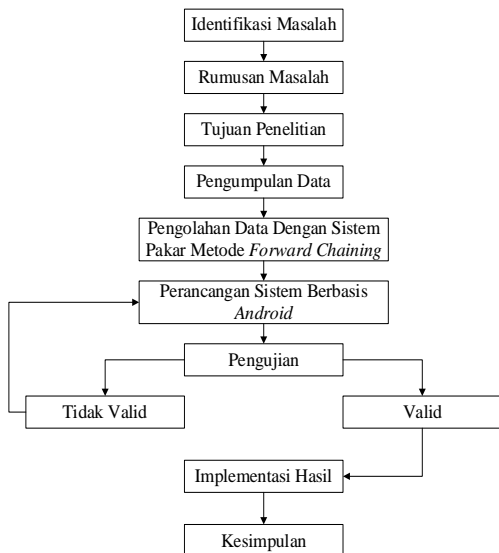 Identifikasi Masalah
Rumusan Masalah
Tujuan Penelitian
Pengumpulan Data
Pengolahan Data Dengan Sistem
Pakar Metode Forward Chaining
Perancangan Sistem Berbasis
Android
Pengujian
Tidak Valid
Valid
Implementasi Hasil
Kesimpulan